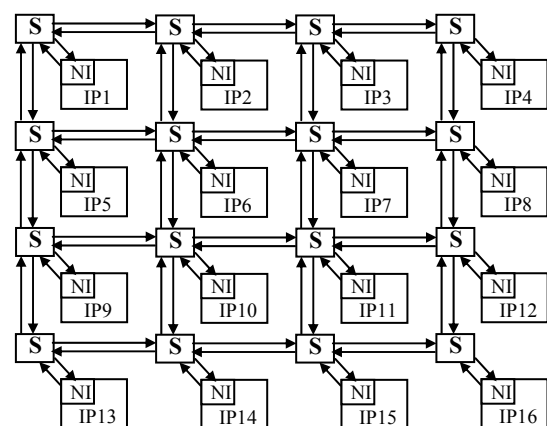 S S S S
NI NI NI NI
IP1 IP2 IP3 IP4
S S S S
NI NI NI NI
IP5 IP6 IP7 IP8
S S S S
NI NI NI NI
IP9 IP10 IP11 IP12
S S S S
NI NI NI NI
IP13 IP14 IP15 IP16